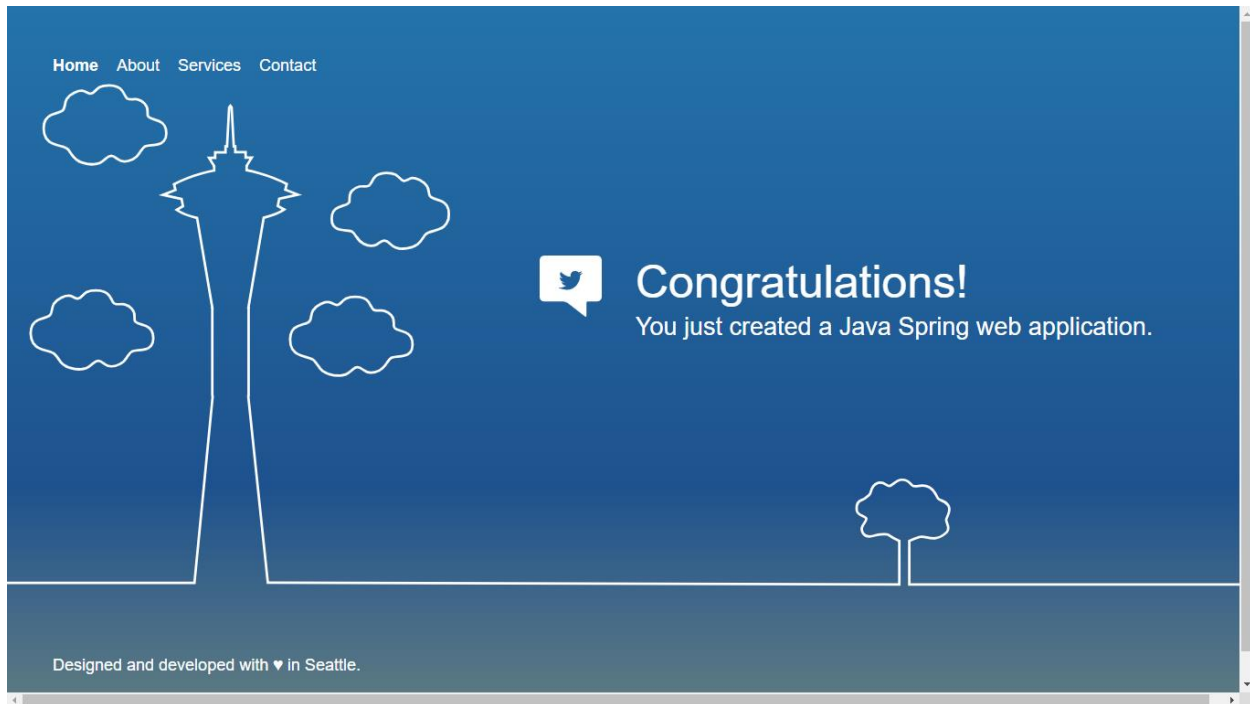 Home About Services Contact
Congratulations!
You just created a Java Spring web application.
Designed and developed with ♥ in Seattle.